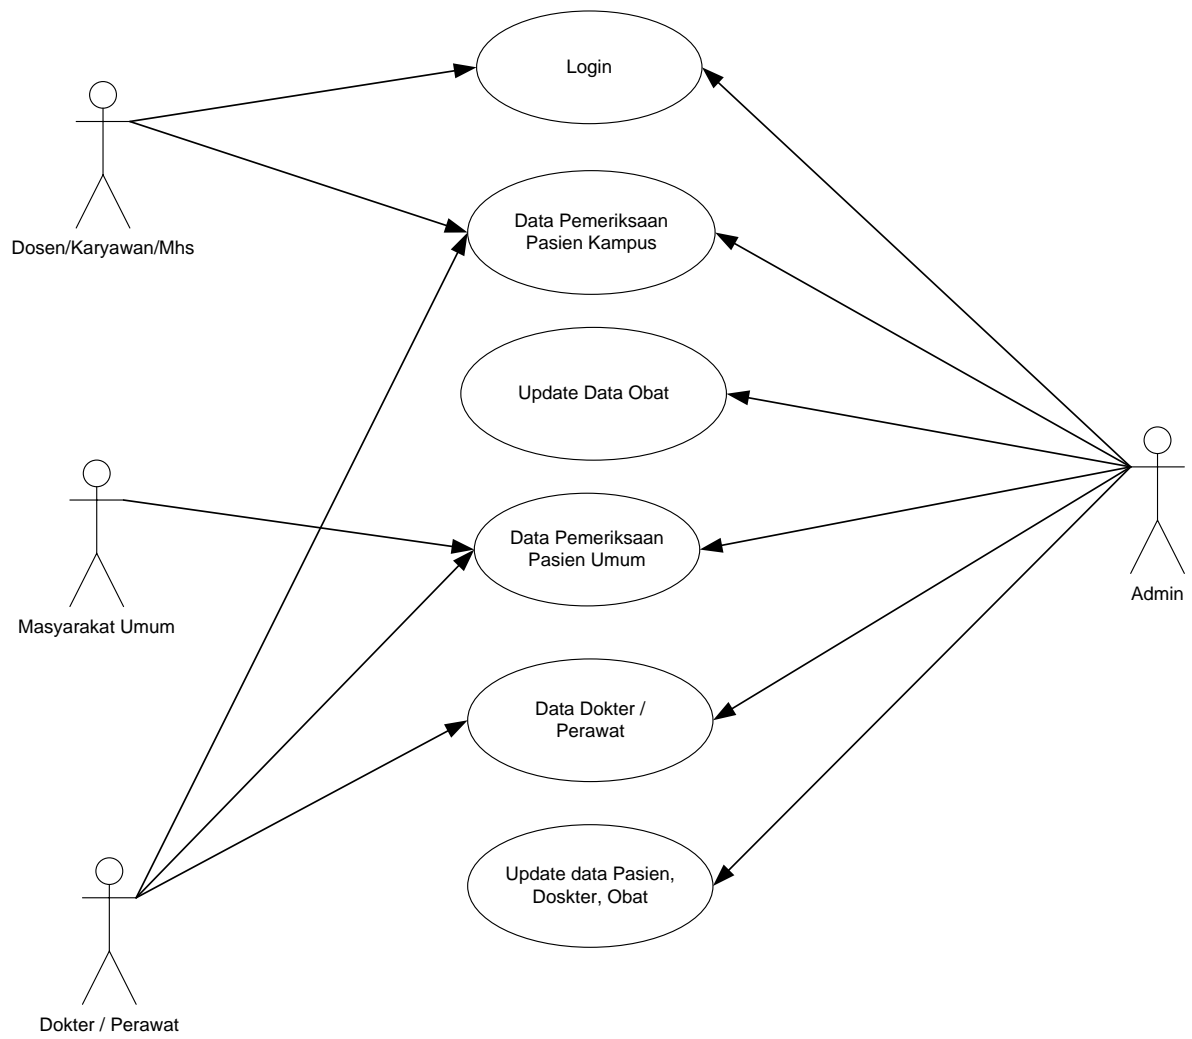 Login
Dosen/Karyawan/Mhs
Data Pemeriksaan
Pasien Kampus
Update Data Obat
Masyarakat Umum
Data Pemeriksaan
Pasien Umum
Admin
Data Dokter /
Perawat
Update data Pasien,
Doskter, Obat
Dokter / Perawat